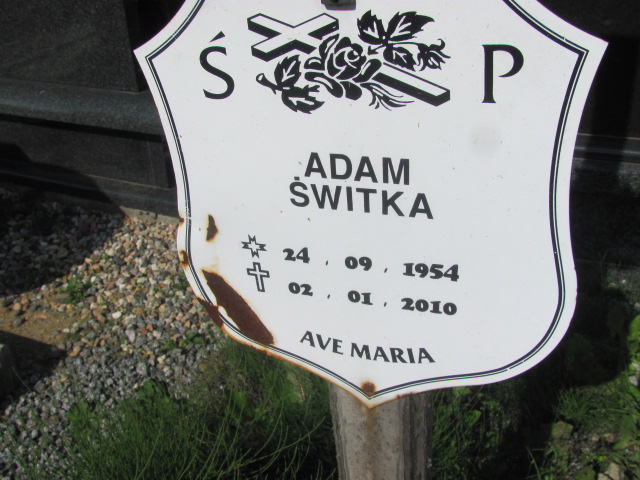 Ś P
ADAM
ŚWITKA
24 . 09 . 1954
02 . 01 . 2010
AVE MARIA